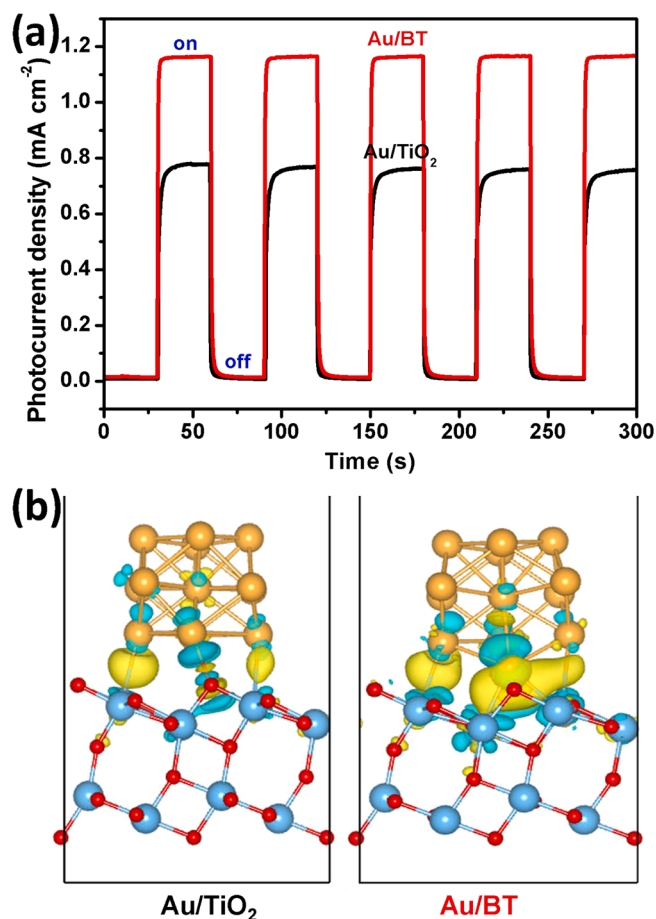 (a)
Photocurrent density (mA cm⁻²)
1.2
1.0
0.8
0.6
0.4
0.2
0.0
on
Au/BT
Au/TiO₂
off
0
50
100
150
200
250
300
Time (s)
(b)
Au/TiO₂
Au/BT